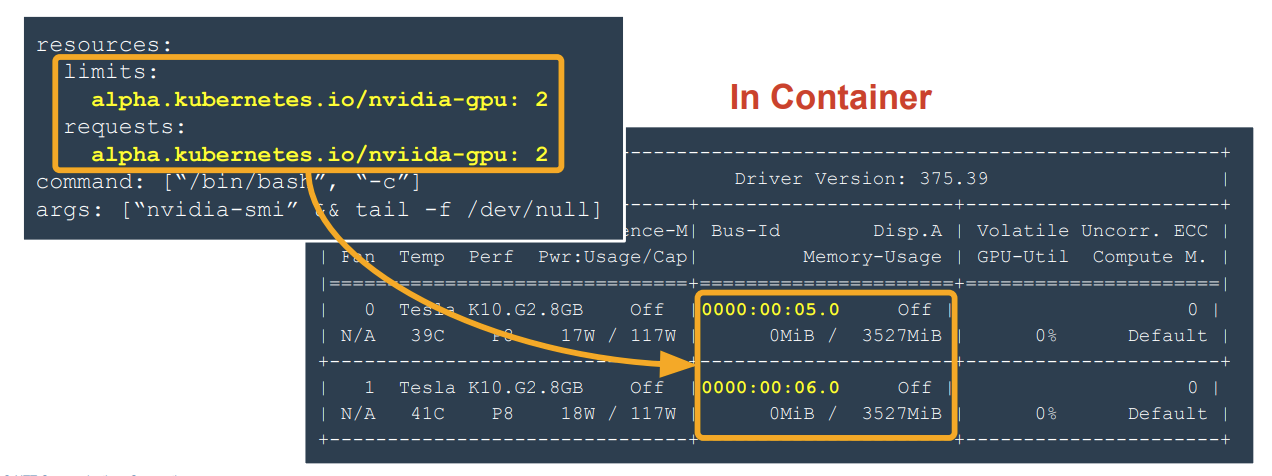 resources:
limits:
alpha.kubernetes.io/nvidia-gpu: 2
requests:
alpha.kubernetes.io/nviida-gpu: 2
command: [“/bin/bash”, “-c”]
args: [“nvidia-smi” && tail -f /dev/null]
In Container
-----------------------------------------------------+
Driver Version: 375.39 |
------+----------------------+----------------------+
ence-M| Bus-Id Disp.A | Volatile Uncorr. ECC |
| Fan Temp Perf Pwr:Usage/Cap| Memory-Usage | GPU-Util Compute M. |
|===============================+======================+======================|
| 0 Tesla K10.G2.8GB Off |0000:00:05.0 Off | 0 |
| N/A 39C P8 17W / 117W | 0MiB / 3527MiB | 0% Default |
+-------------------------------+----------------------+----------------------+
| 1 Tesla K10.G2.8GB Off |0000:00:06.0 Off | 0 |
| N/A 41C P8 18W / 117W | 0MiB / 3527MiB | 0% Default |
+-------------------------------+----------------------+----------------------+